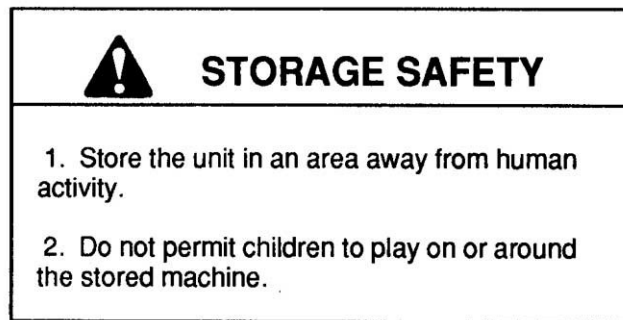 STORAGE SAFETY
1. Store the unit in an area away from human
activity.
2. Do not permit children to play on or around
the stored machine.